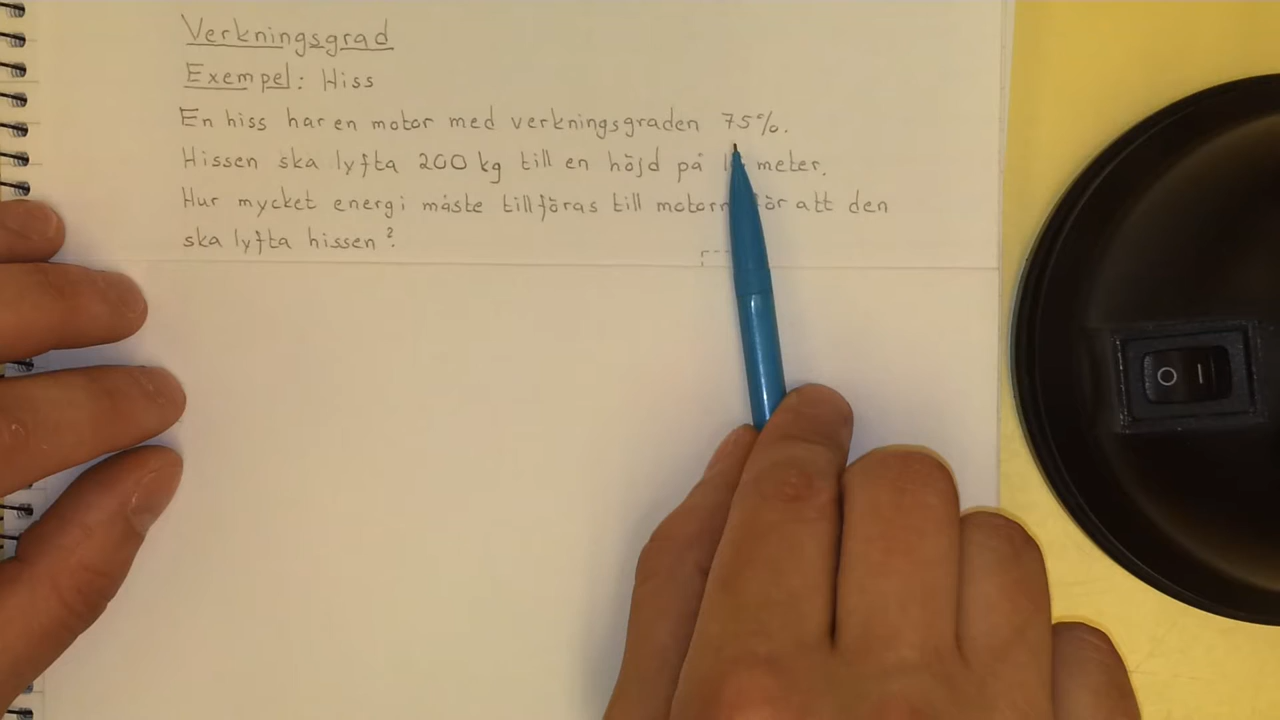 Verkningsgrad
Exempel: Hiss
En hiss har en motor med verkningsgraden 75%.
Hissen ska lyfta 200 kg till en höjd på meter.
Hur mycket energi måste tillföras till motorn för att den
ska lyfta hissen?